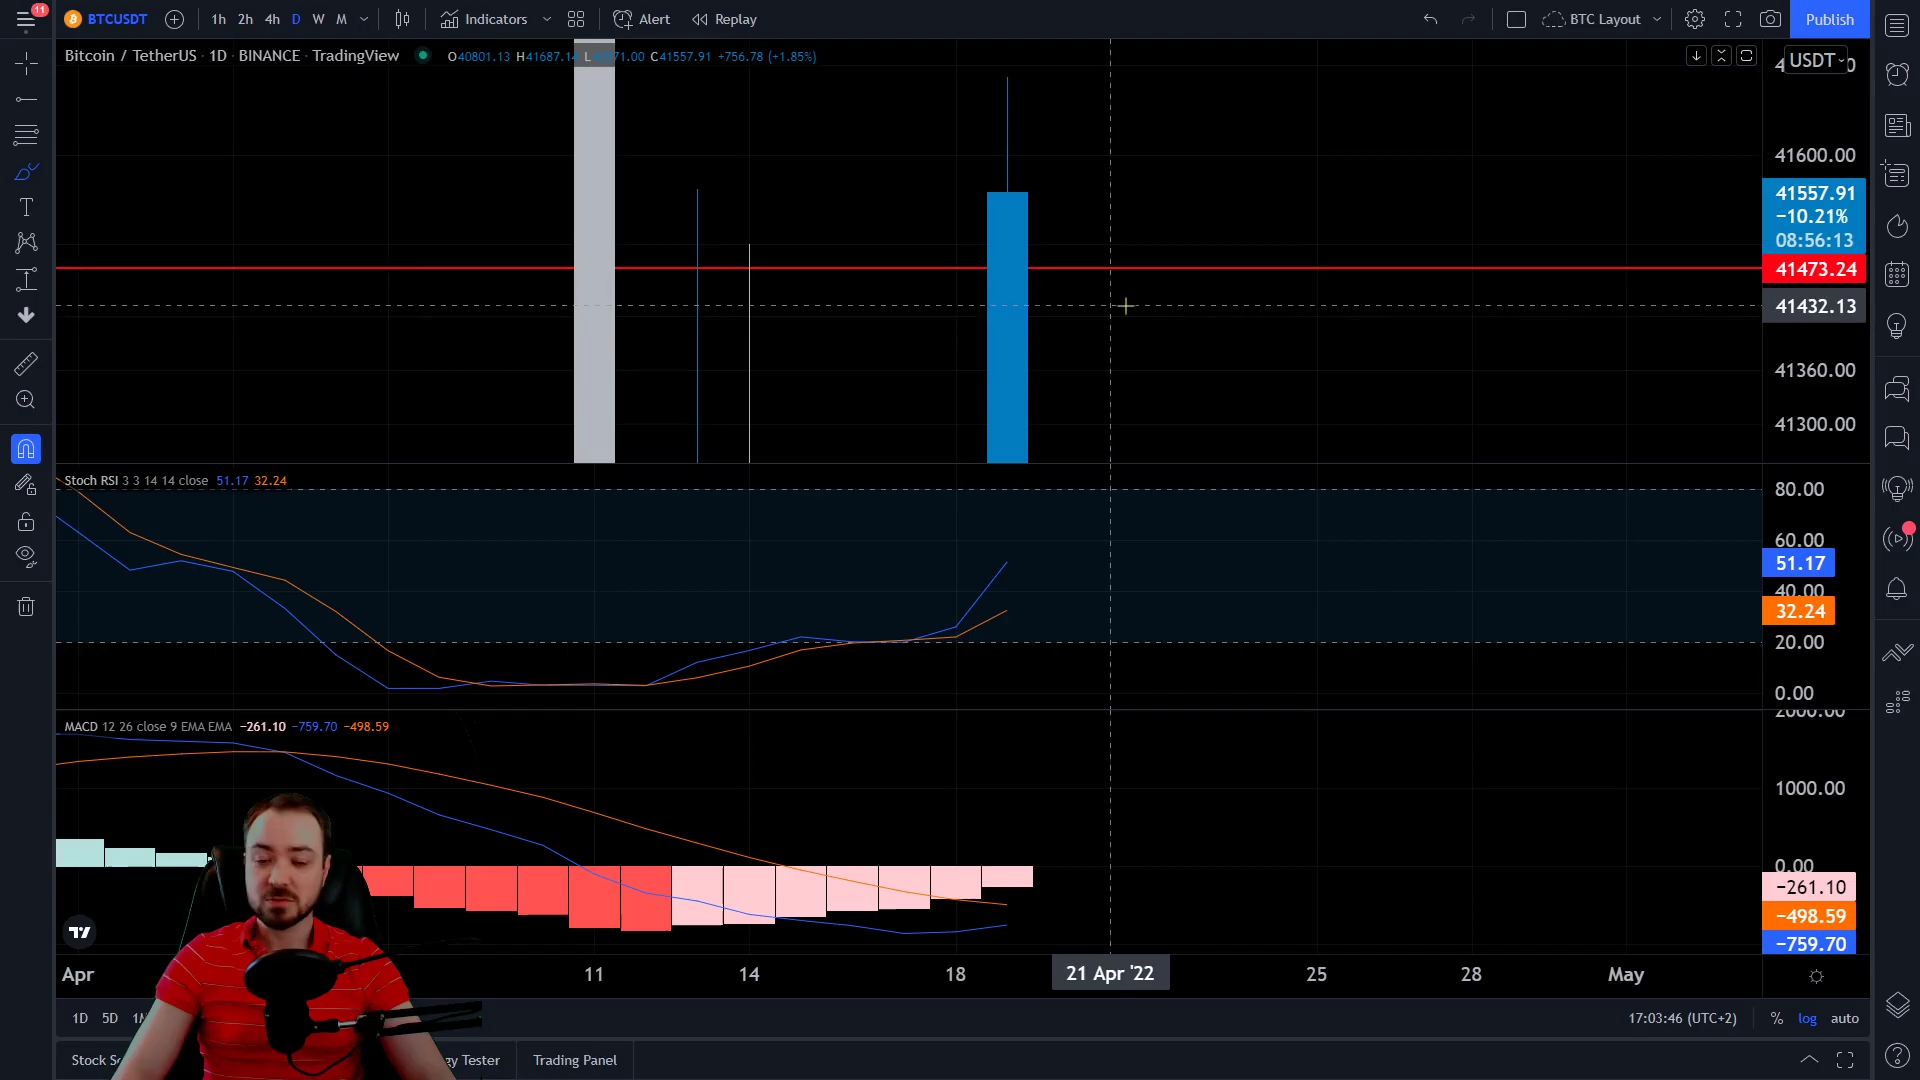 11
BTCUSDT 1h 2h 4h D W M Indicators Alert Replay BTC Layout Publish
Bitcoin / TetherUS · 1D · BINANCE · TradingView O40801.13 H41687.14 C41557.91 +756.78 (+1.85%)
USDT
41600.00
41557.91
−10.21%
08:56:13
41473.24
41432.13
41360.00
41300.00
Stoch RSI 3 3 14 14 close 51.17 32.24
80.00
60.00
51.17
40.00
32.24
20.00
0.00
MACD 12 26 close 9 EMA EMA −261.10 −759.70 −498.59
2000.00
1000.00
0.00
−261.10
−498.59
−759.70
Apr 11 14 18 21 Apr '22 25 28 May
1D 5D 17:03:46 (UTC+2) % log auto
Stock Tester Trading Panel